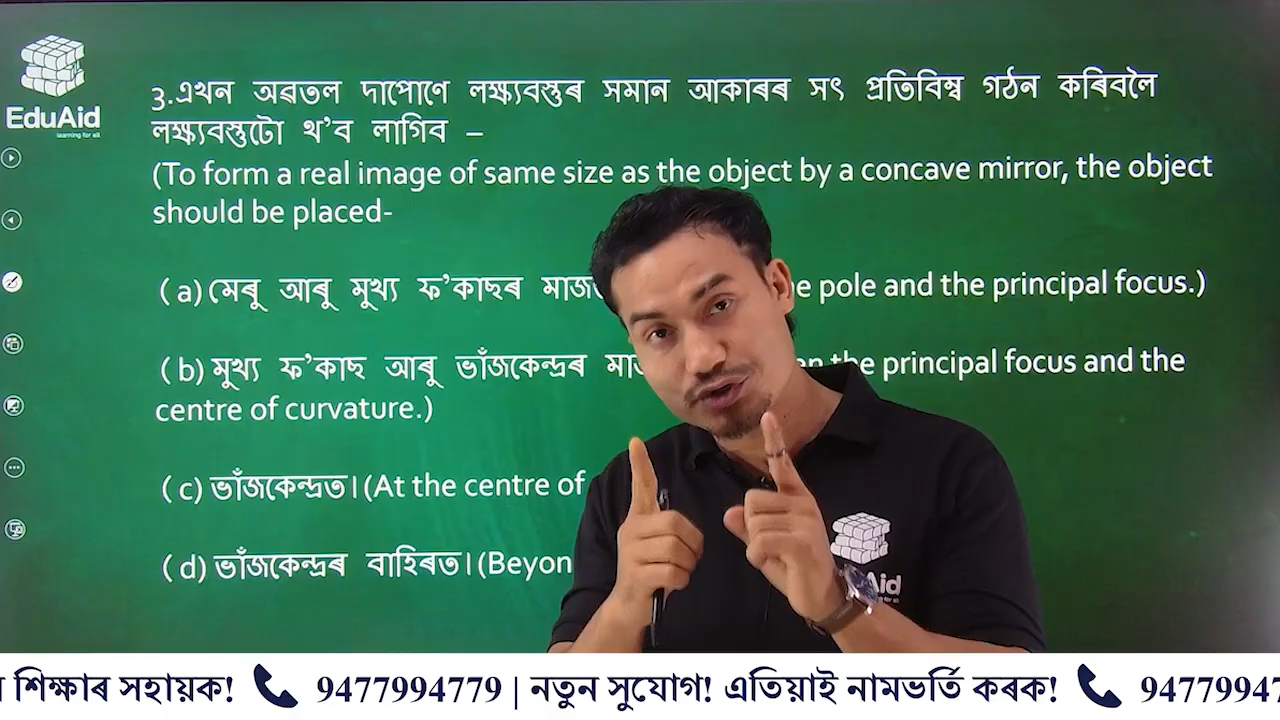 EduAid
learning for all
3.এখন অৱতল দাপোণে লক্ষ্যবস্তুৰ সমান আকাৰৰ সৎ প্ৰতিবিম্ব গঠন কৰিবলৈ
লক্ষ্যবস্তুটো থ’ব লাগিব –
(To form a real image of same size as the object by a concave mirror, the object
should be placed-
(a) মেৰু আৰু মুখ্য ফ’কাছৰ pole and the principal focus.)
(b) মুখ্য ফ’কাছ আৰু ভাঁজকেন্দ্ৰৰ the principal focus and the
centre of curvature.)
(c) ভাঁজকেন্দ্ৰত। (At the centre of
(d) ভাঁজকেন্দ্ৰৰ বাহিৰত। (Beyon
শিক্ষাৰ সহায়ক! 9477994779 | নতুন সুযোগ! এতিয়াই নামভৰ্তি কৰক! 94779947